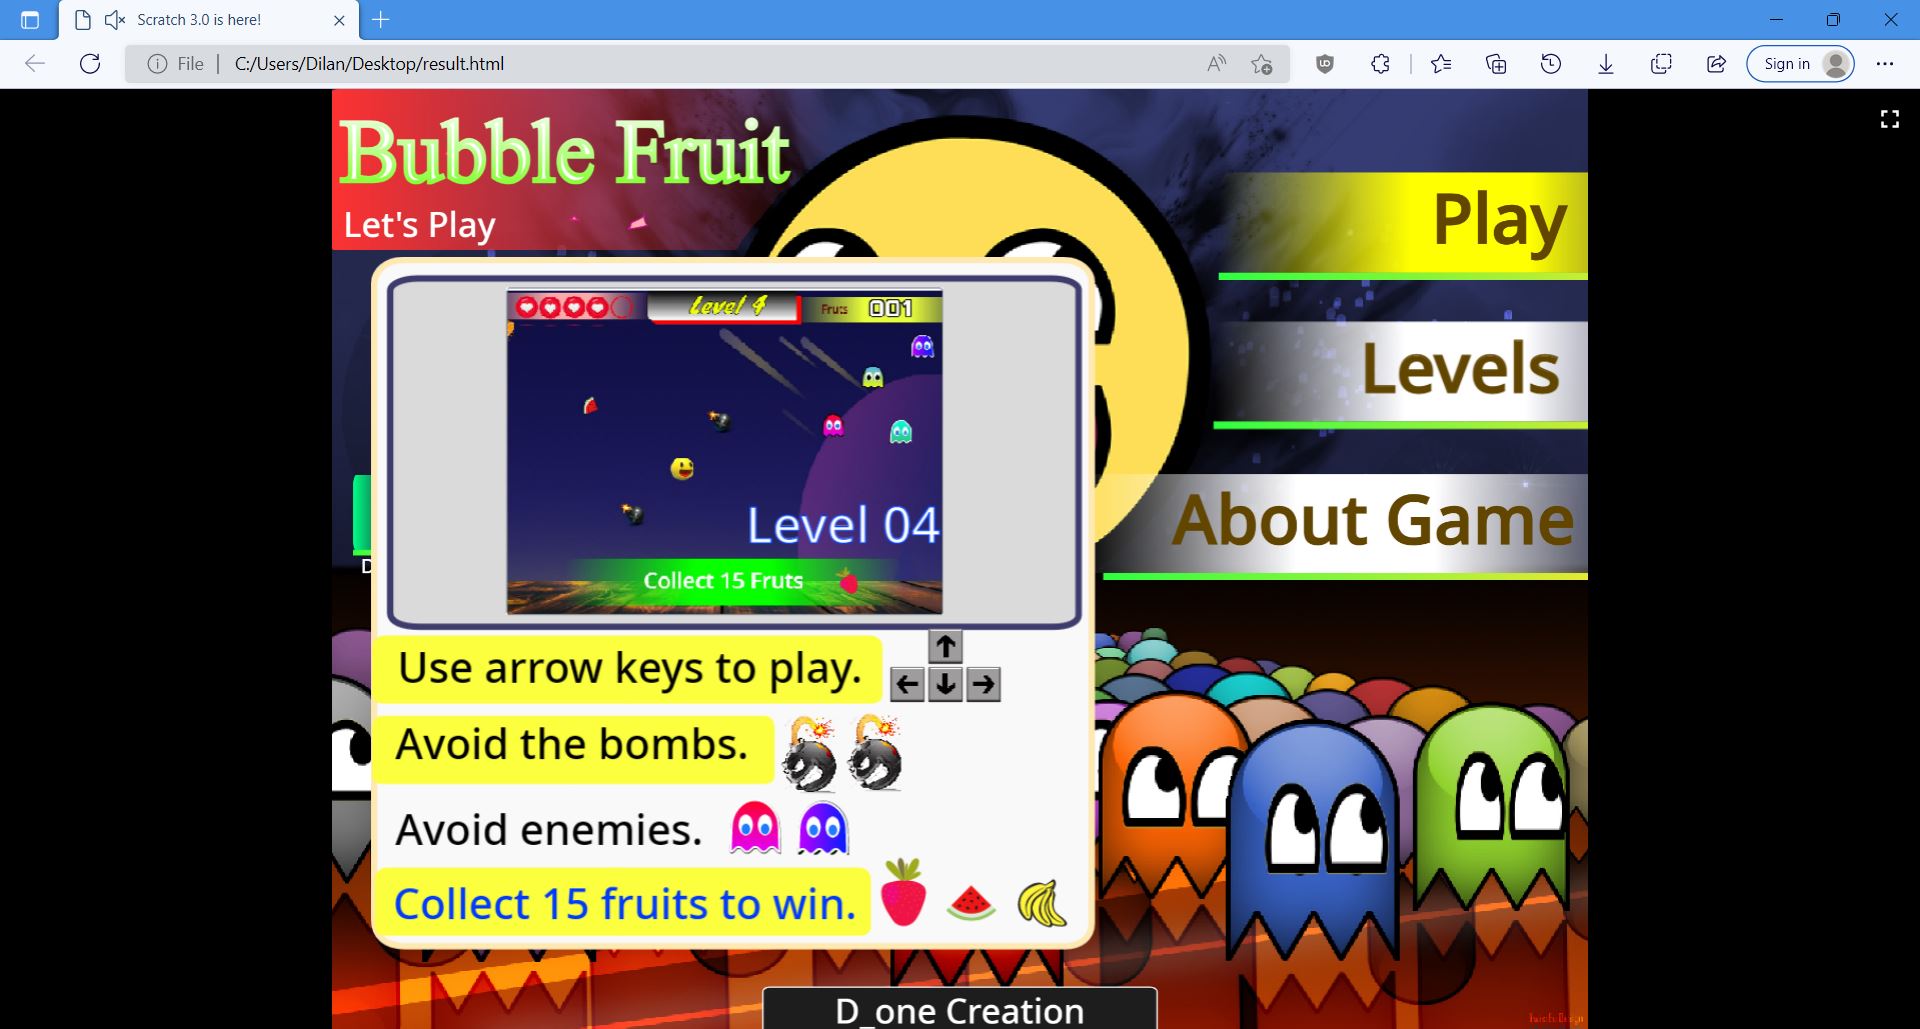 Scratch 3.0 is here!
File
C:/Users/Dilan/Desktop/result.html
Sign in
Bubble Fruit
Let's Play
Play
Levels
About Game
Level 4
Fruts
001
Level 04
Collect 15 Fruts
D
Use arrow keys to play.
Avoid the bombs.
Avoid enemies.
Collect 15 fruits to win.
D_one Creation